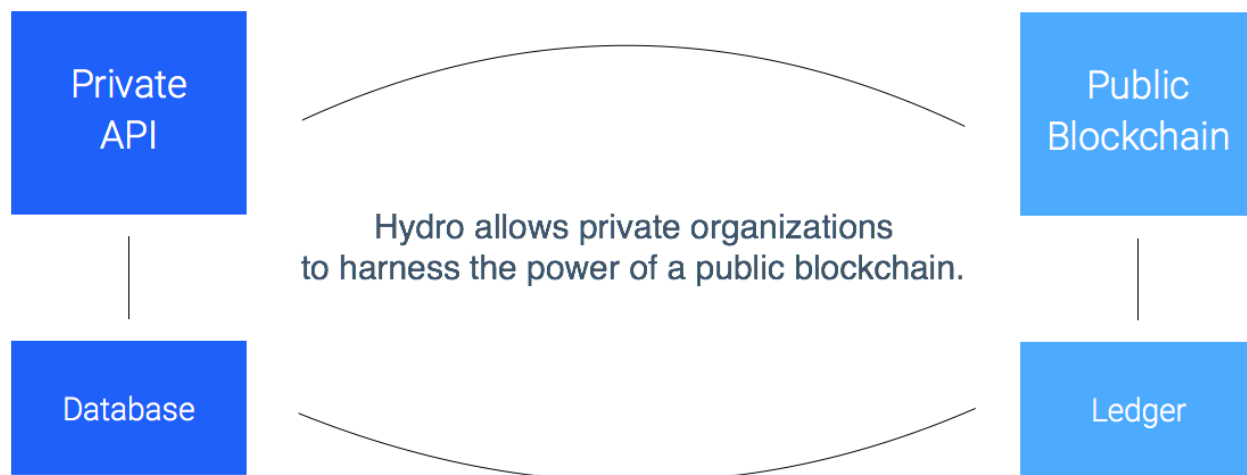 Private
API
Public
Blockchain
Hydro allows private organizations
to harness the power of a public blockchain.
Database
Ledger